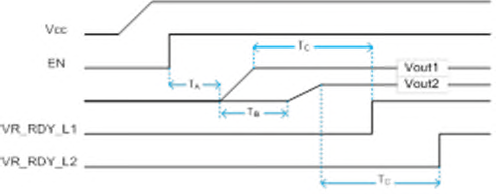 Vcc
EN
TC
Vout1
TA
Vout2
TB
VR_RDY_L1
VR_RDY_L2
TC